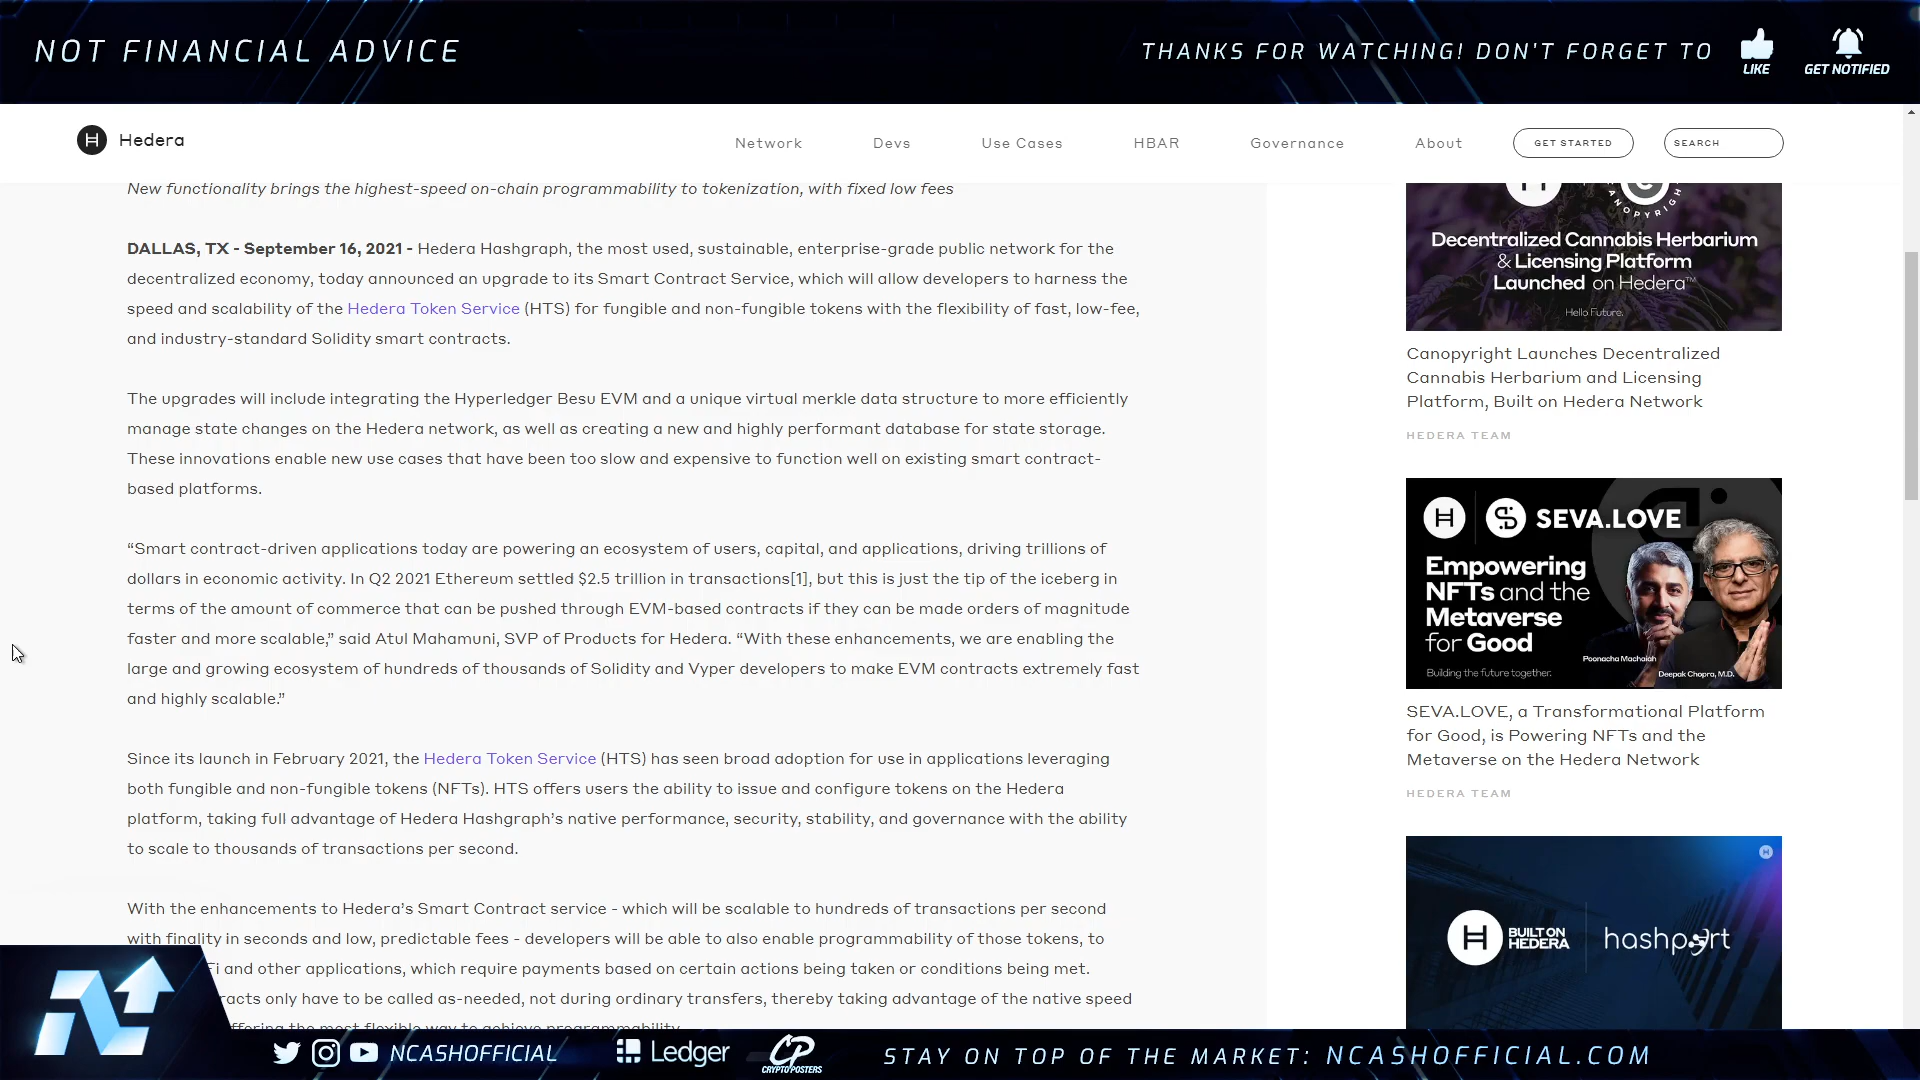 NOT FINANCIAL ADVICE
THANKS FOR WATCHING! DON'T FORGET TO
LIKE
GET NOTIFIED
Hedera
Network
Devs
Use Cases
HBAR
Governance
About
GET STARTED
SEARCH
New functionality brings the highest-speed on-chain programmability to tokenization, with fixed low fees
DALLAS, TX - September 16, 2021 - Hedera Hashgraph, the most used, sustainable, enterprise-grade public network for the
decentralized economy, today announced an upgrade to its Smart Contract Service, which will allow developers to harness the
speed and scalability of the Hedera Token Service (HTS) for fungible and non-fungible tokens with the flexibility of fast, low-fee,
and industry-standard Solidity smart contracts.
The upgrades will include integrating the Hyperledger Besu EVM and a unique virtual merkle data structure to more efficiently
manage state changes on the Hedera network, as well as creating a new and highly performant database for state storage.
These innovations enable new use cases that have been too slow and expensive to function well on existing smart contract-
based platforms.
“Smart contract-driven applications today are powering an ecosystem of users, capital, and applications, driving trillions of
dollars in economic activity. In Q2 2021 Ethereum settled $2.5 trillion in transactions[1], but this is just the tip of the iceberg in
terms of the amount of commerce that can be pushed through EVM-based contracts if they can be made orders of magnitude
faster and more scalable,” said Atul Mahamuni, SVP of Products for Hedera. “With these enhancements, we are enabling the
large and growing ecosystem of hundreds of thousands of Solidity and Vyper developers to make EVM contracts extremely fast
and highly scalable.”
Since its launch in February 2021, the Hedera Token Service (HTS) has seen broad adoption for use in applications leveraging
both fungible and non-fungible tokens (NFTs). HTS offers users the ability to issue and configure tokens on the Hedera
platform, taking full advantage of Hedera Hashgraph’s native performance, security, stability, and governance with the ability
to scale to thousands of transactions per second.
With the enhancements to Hedera’s Smart Contract service - which will be scalable to hundreds of transactions per second
with finality in seconds and low, predictable fees - developers will be able to also enable programmability of those tokens, to
and other applications, which require payments based on certain actions being taken or conditions being met.
only have to be called as-needed, not during ordinary transfers, thereby taking advantage of the native speed
the most flexible way to achieve programmability.
Decentralized Cannabis Herbarium
& Licensing Platform
Launched on Hedera™
Hello Future.
Canopyright Launches Decentralized
Cannabis Herbarium and Licensing
Platform, Built on Hedera Network
HEDERA TEAM
SEVA.LOVE
Empowering
NFTs and the
Metaverse
for Good
Building the future together.
Poonacha Machaiah
Deepak Chopra, M.D.
SEVA.LOVE, a Transformational Platform
for Good, is Powering NFTs and the
Metaverse on the Hedera Network
HEDERA TEAM
BUILT ON
HEDERA
hashport
NCASHOFFICIAL
Ledger
CP
CRYPTOPOSTERS
STAY ON TOP OF THE MARKET: NCASHOFFICIAL.COM